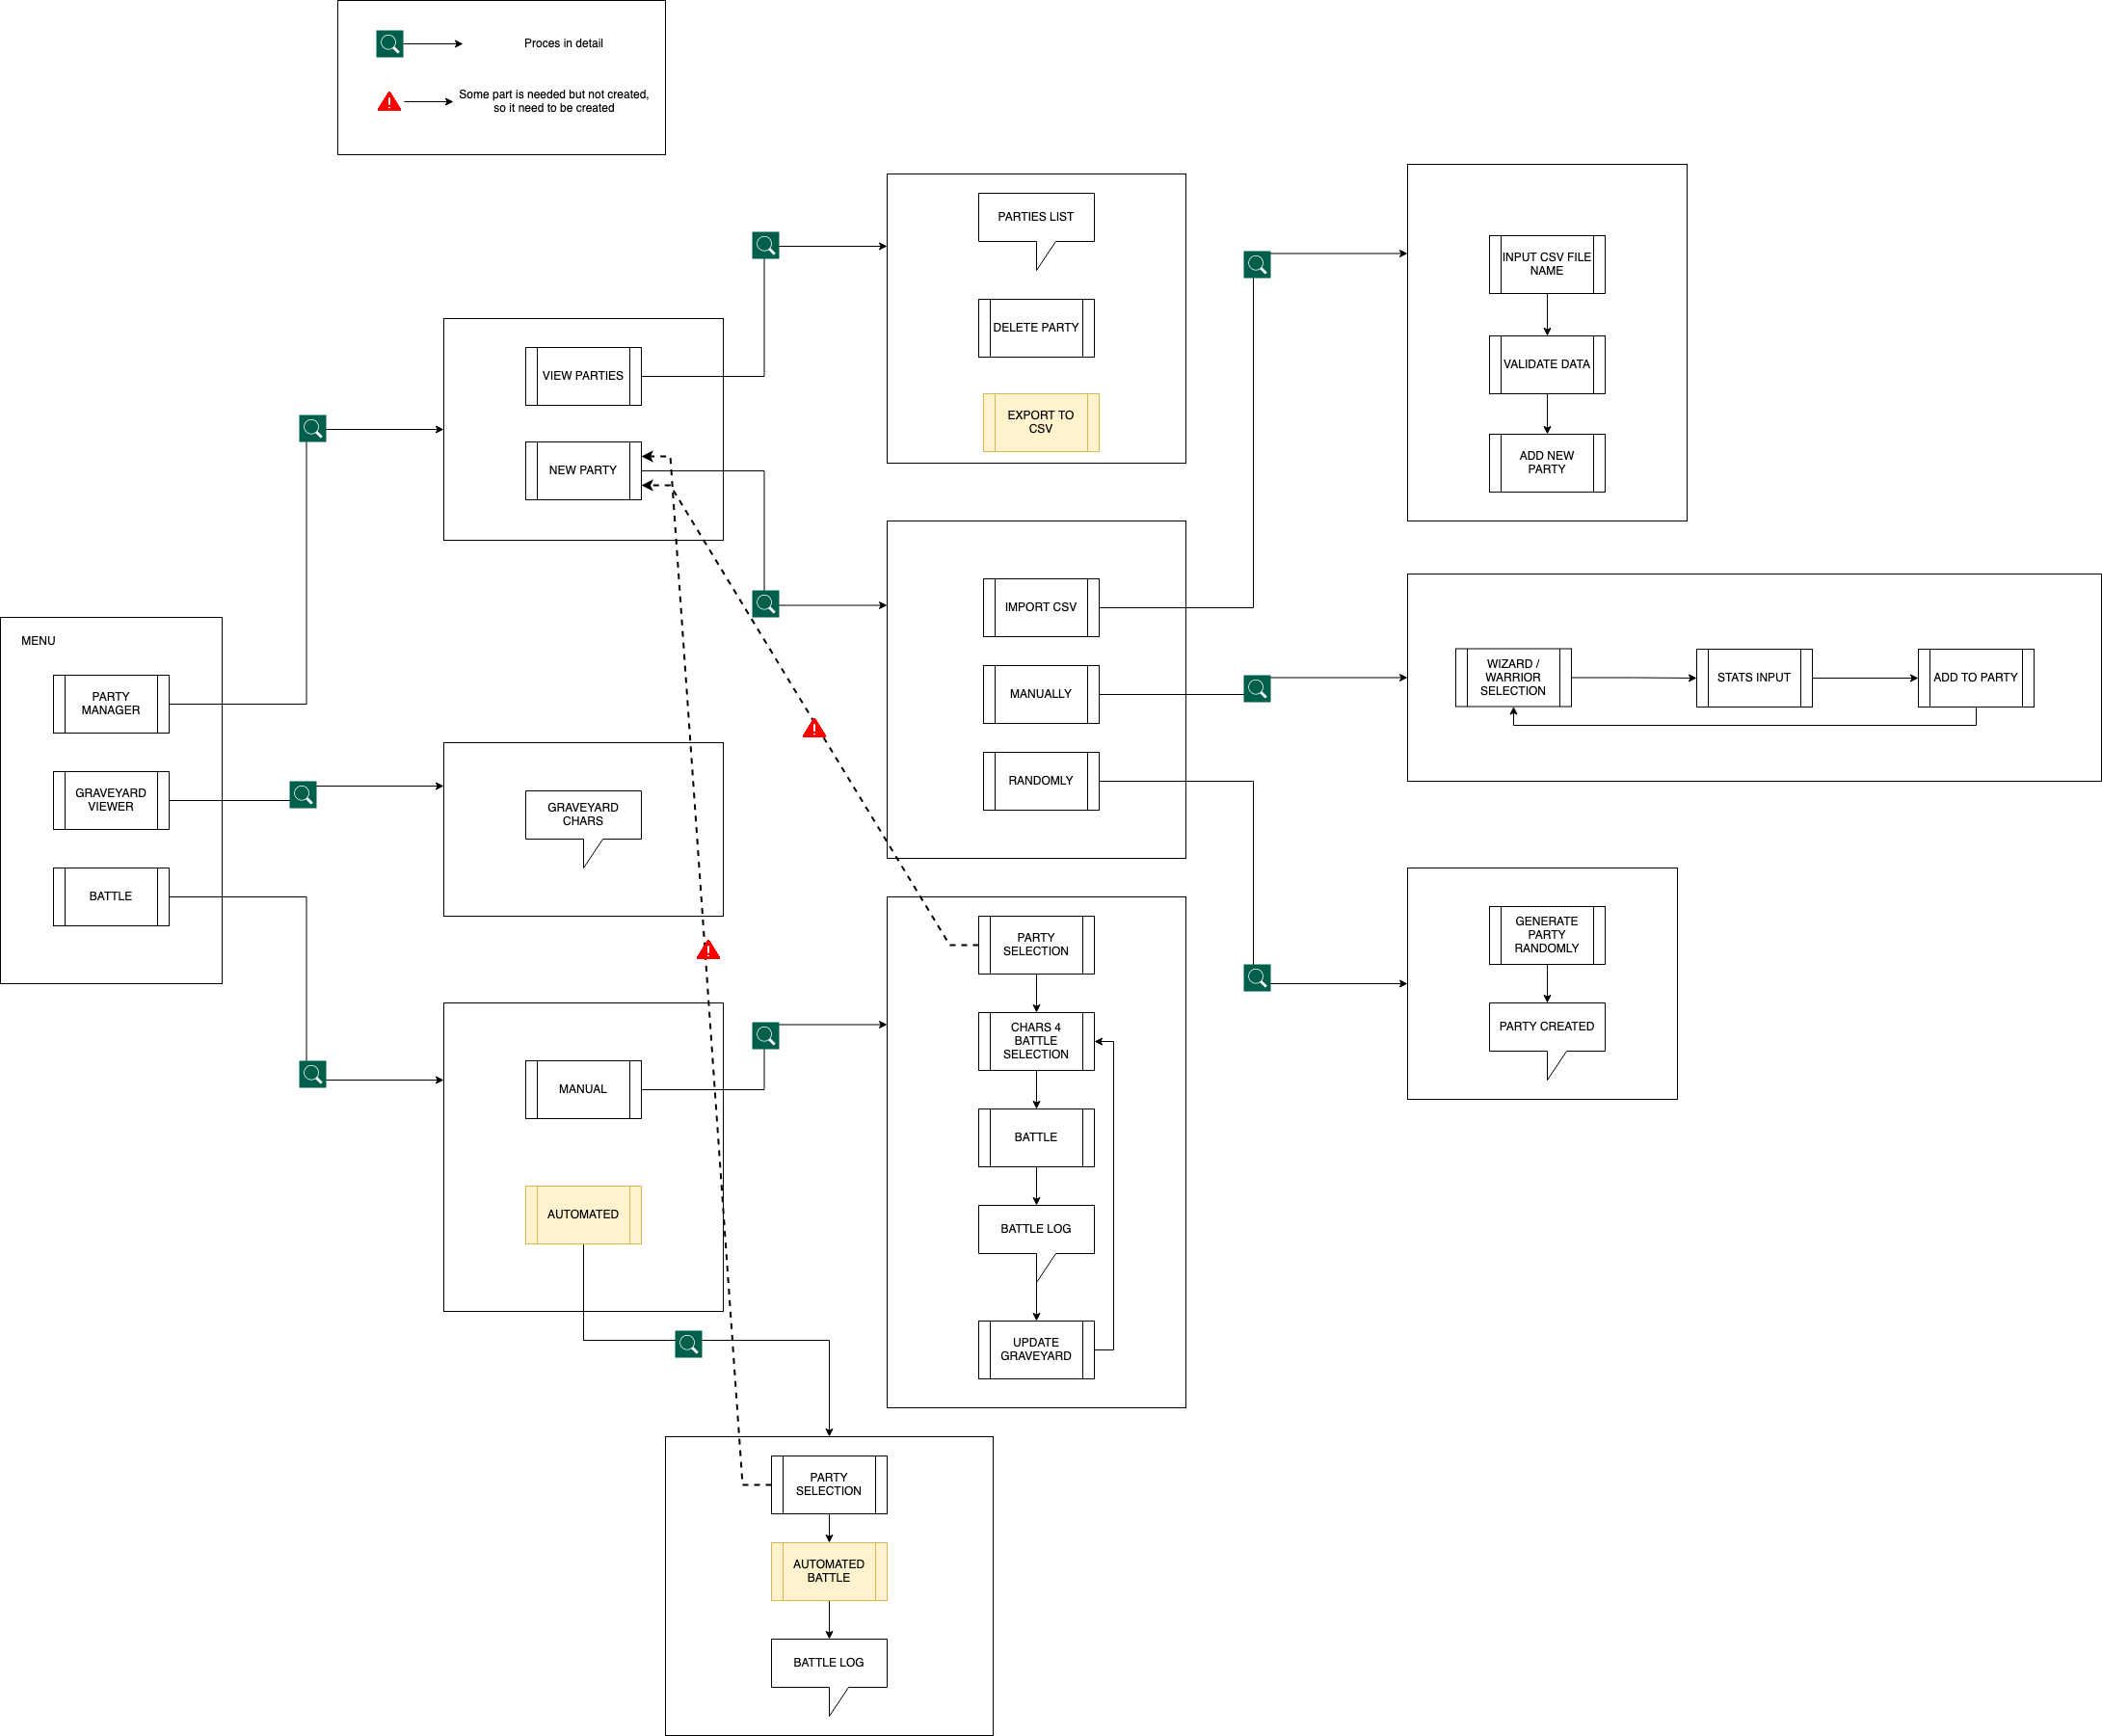 Proces in detail
Some part is needed but not created,
so it need to be created
MENU
PARTY
MANAGER
GRAVEYARD
VIEWER
BATTLE
VIEW PARTIES
NEW PARTY
GRAVEYARD
CHARS
MANUAL
AUTOMATED
PARTIES LIST
DELETE PARTY
EXPORT TO
CSV
IMPORT CSV
MANUALLY
RANDOMLY
PARTY
SELECTION
CHARS 4
BATTLE
SELECTION
BATTLE
BATTLE LOG
UPDATE
GRAVEYARD
PARTY
SELECTION
AUTOMATED
BATTLE
BATTLE LOG
INPUT CSV FILE
NAME
VALIDATE DATA
ADD NEW
PARTY
WIZARD /
WARRIOR
SELECTION
STATS INPUT
ADD TO PARTY
GENERATE
PARTY
RANDOMLY
PARTY CREATED